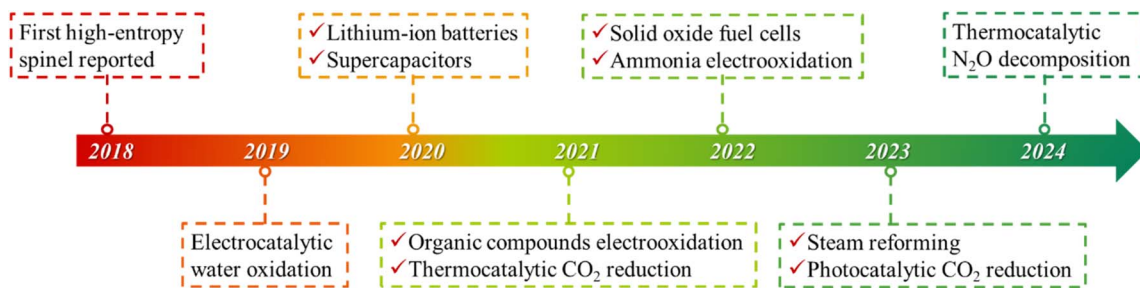 First high-entropy
spinel reported
✓ Lithium-ion batteries
✓ Supercapacitors
✓ Solid oxide fuel cells
✓ Ammonia electrooxidation
Thermocatalytic
N₂O decomposition
2018 2019 2020 2021 2022 2023 2024
Electrocatalytic
water oxidation
✓ Organic compounds electrooxidation
✓ Thermocatalytic CO₂ reduction
✓ Steam reforming
✓ Photocatalytic CO₂ reduction